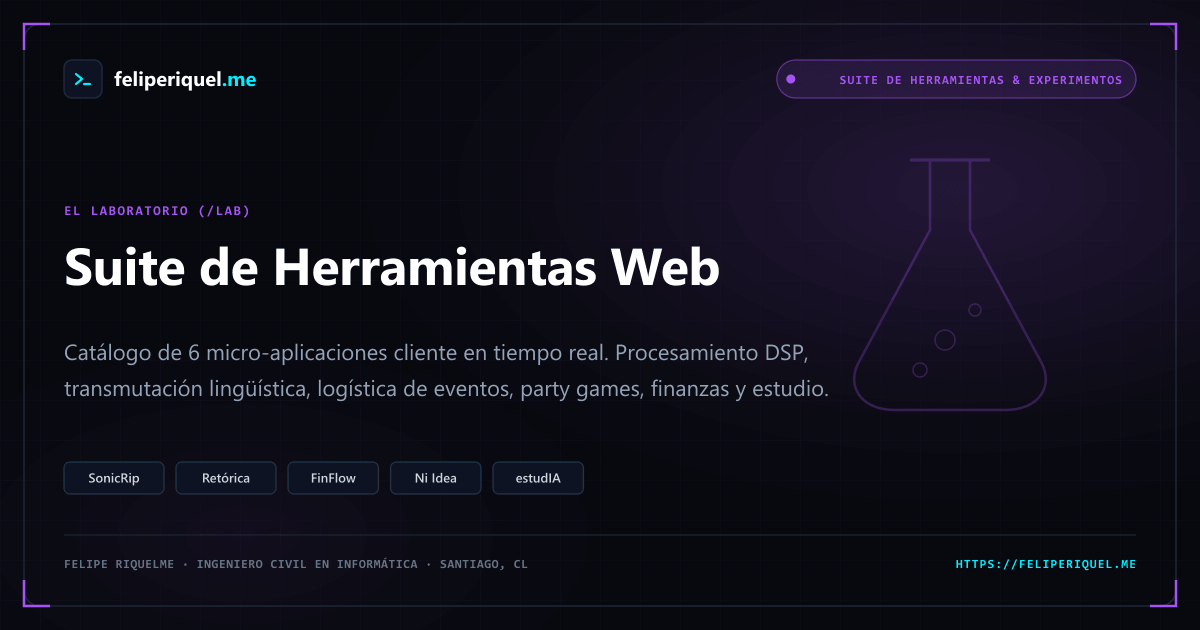 feliperiquel.me
SUITE DE HERRAMIENTAS & EXPERIMENTOS
EL LABORATORIO (/LAB)
Suite de Herramientas Web
Catálogo de 6 micro-aplicaciones cliente en tiempo real. Procesamiento DSP,
transmutación lingüística, logística de eventos, party games, finanzas y estudio.
SonicRip
Retórica
FinFlow
Ni Idea
estudIA
FELIPE RIQUELME · INGENIERO CIVIL EN INFORMÁTICA · SANTIAGO, CL
HTTPS://FELIPERIQUEL.ME